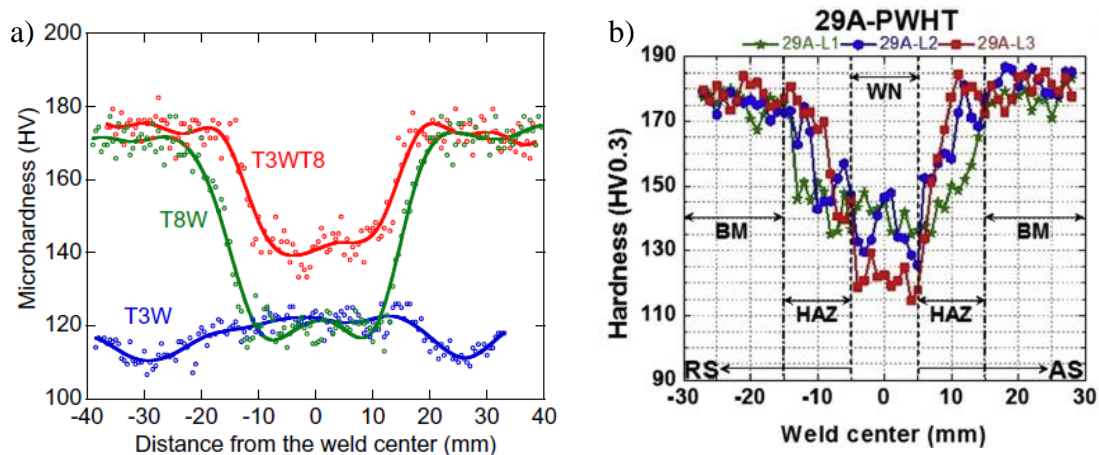 a)
200
180
160
140
120
100
Microhardness (HV)
T3WT8
T8W
T3W
-40 -30 -20 -10 0 10 20 30 40
Distance from the weld center (mm)
b)
29A-PWHT
29A-L1 29A-L2 29A-L3
190
170
150
130
110
90
Hardness (HV0.3)
WN
BM
BM
HAZ
HAZ
RS
AS
-30 -20 -10 0 10 20 30
Weld center (mm)